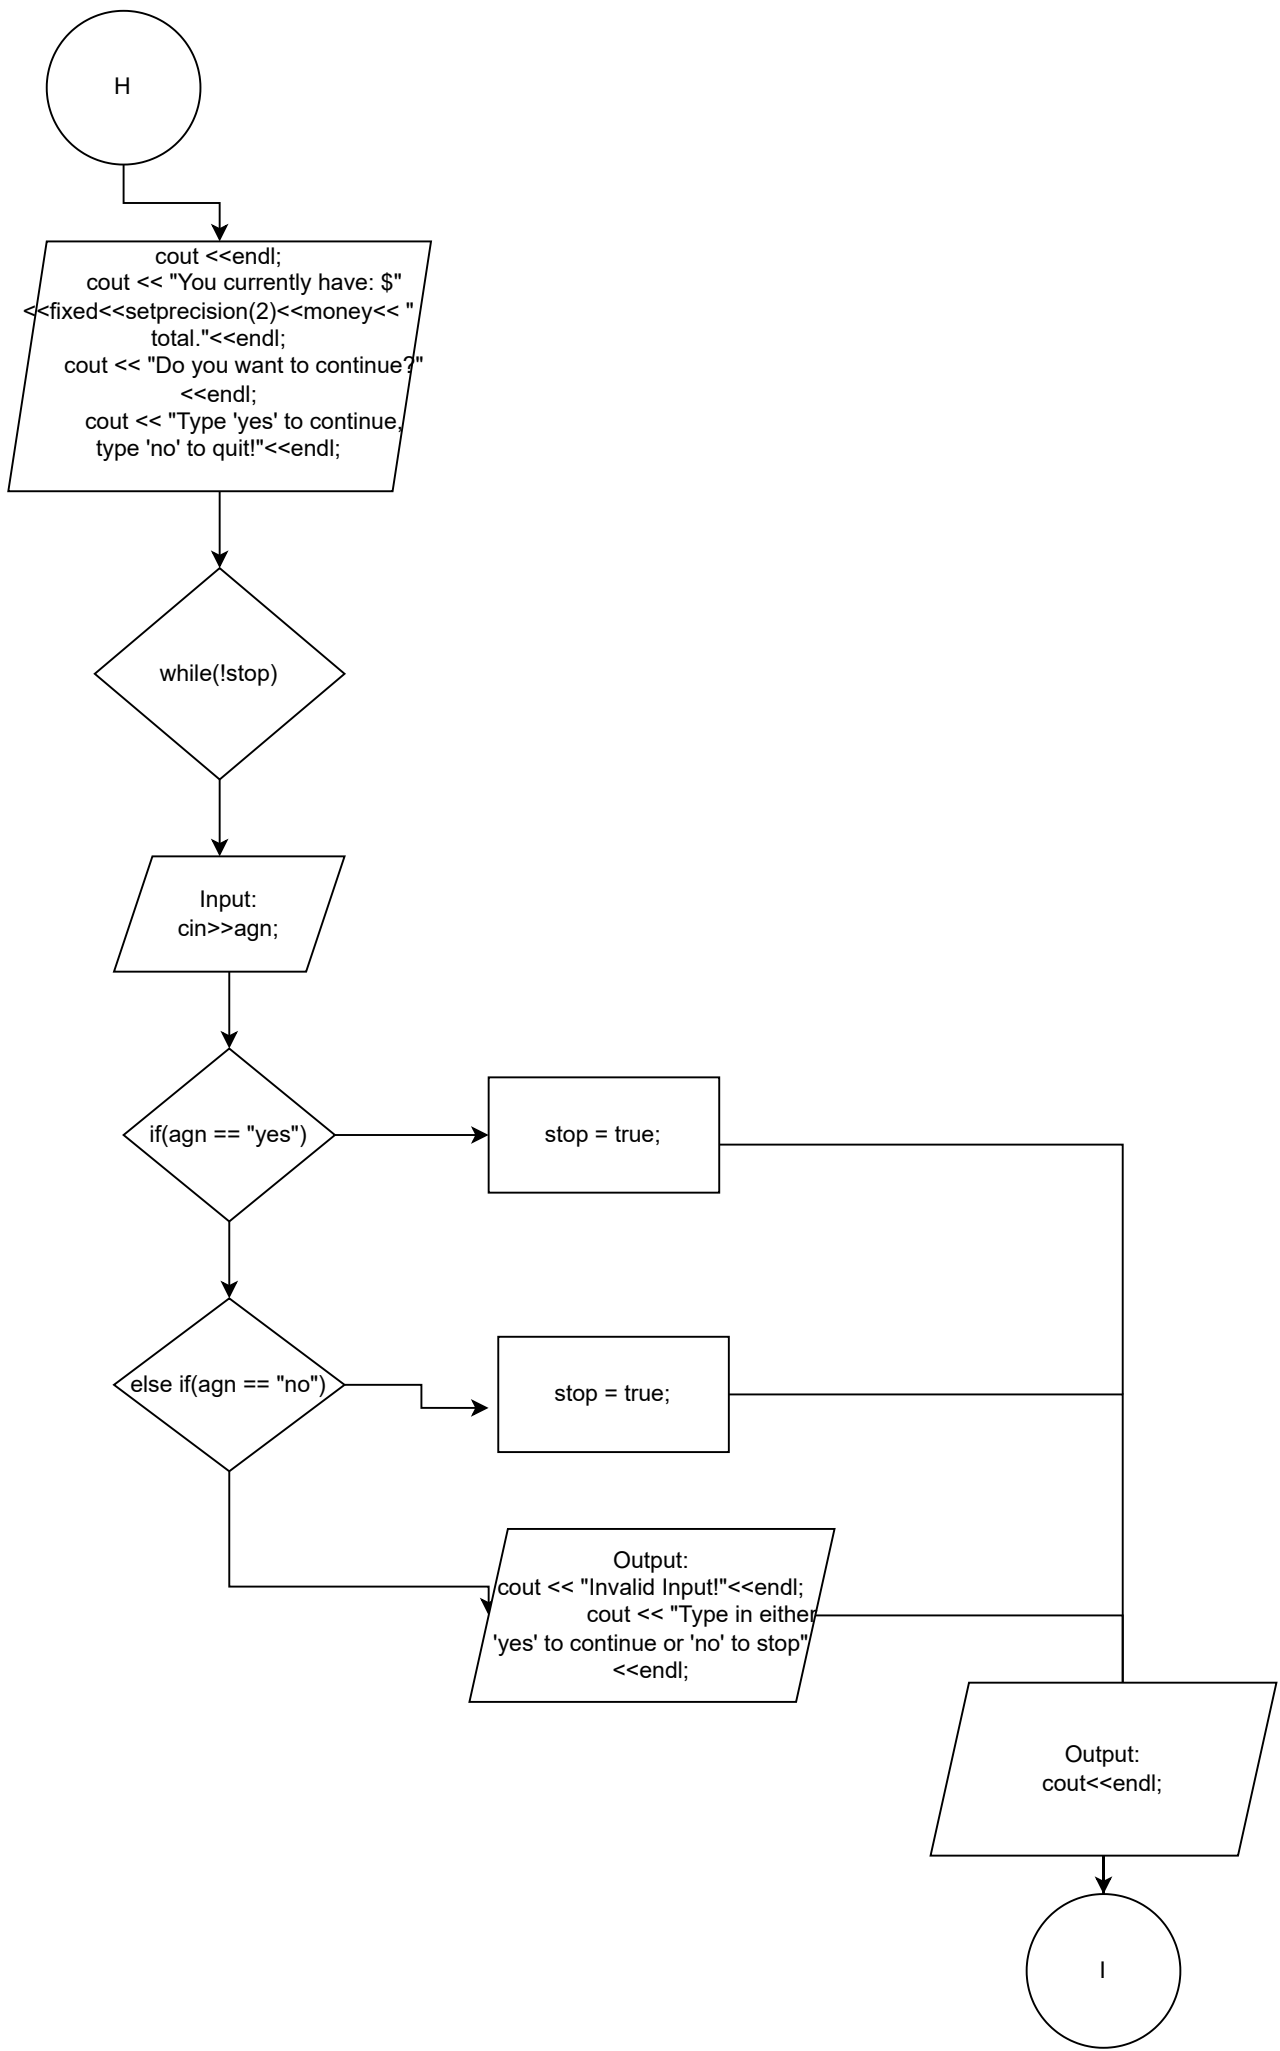 H
cout <<endl;
cout << "You currently have: $"
<<fixed<<setprecision(2)<<money<< "
total."<<endl;
cout << "Do you want to continue?"
<<endl;
cout << "Type 'yes' to continue,
type 'no' to quit!"<<endl;
while(!stop)
Input:
cin>>agn;
if(agn == "yes")
stop = true;
else if(agn == "no")
stop = true;
Output:
cout << "Invalid Input!"<<endl;
cout << "Type in either
'yes' to continue or 'no' to stop"
<<endl;
Output:
cout<<endl;
I